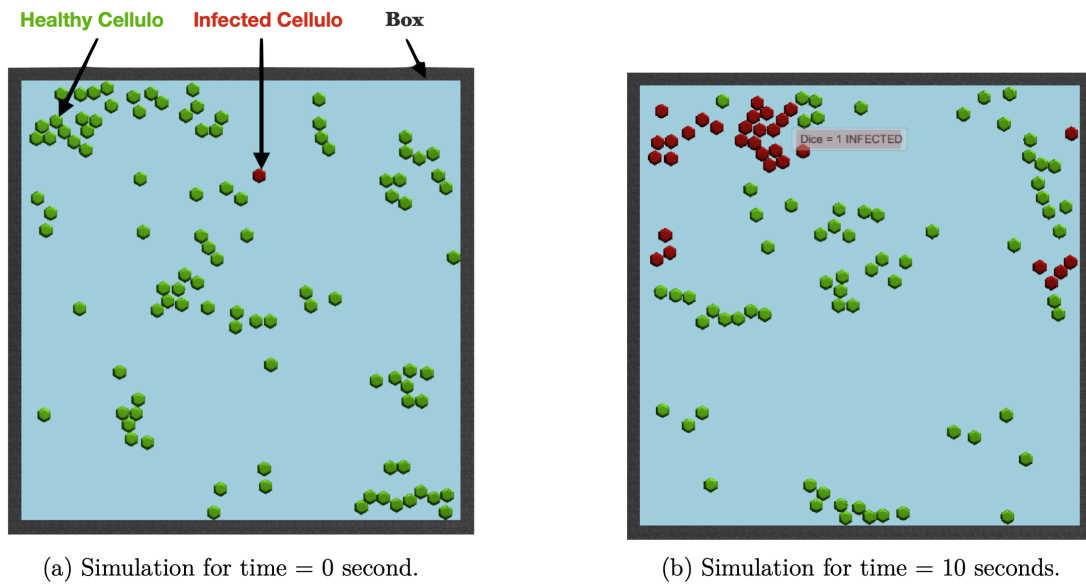 Healthy Cellulo Infected Cellulo Box
Dice = 1 INFECTED
(a) Simulation for time = 0 second.
(b) Simulation for time = 10 seconds.